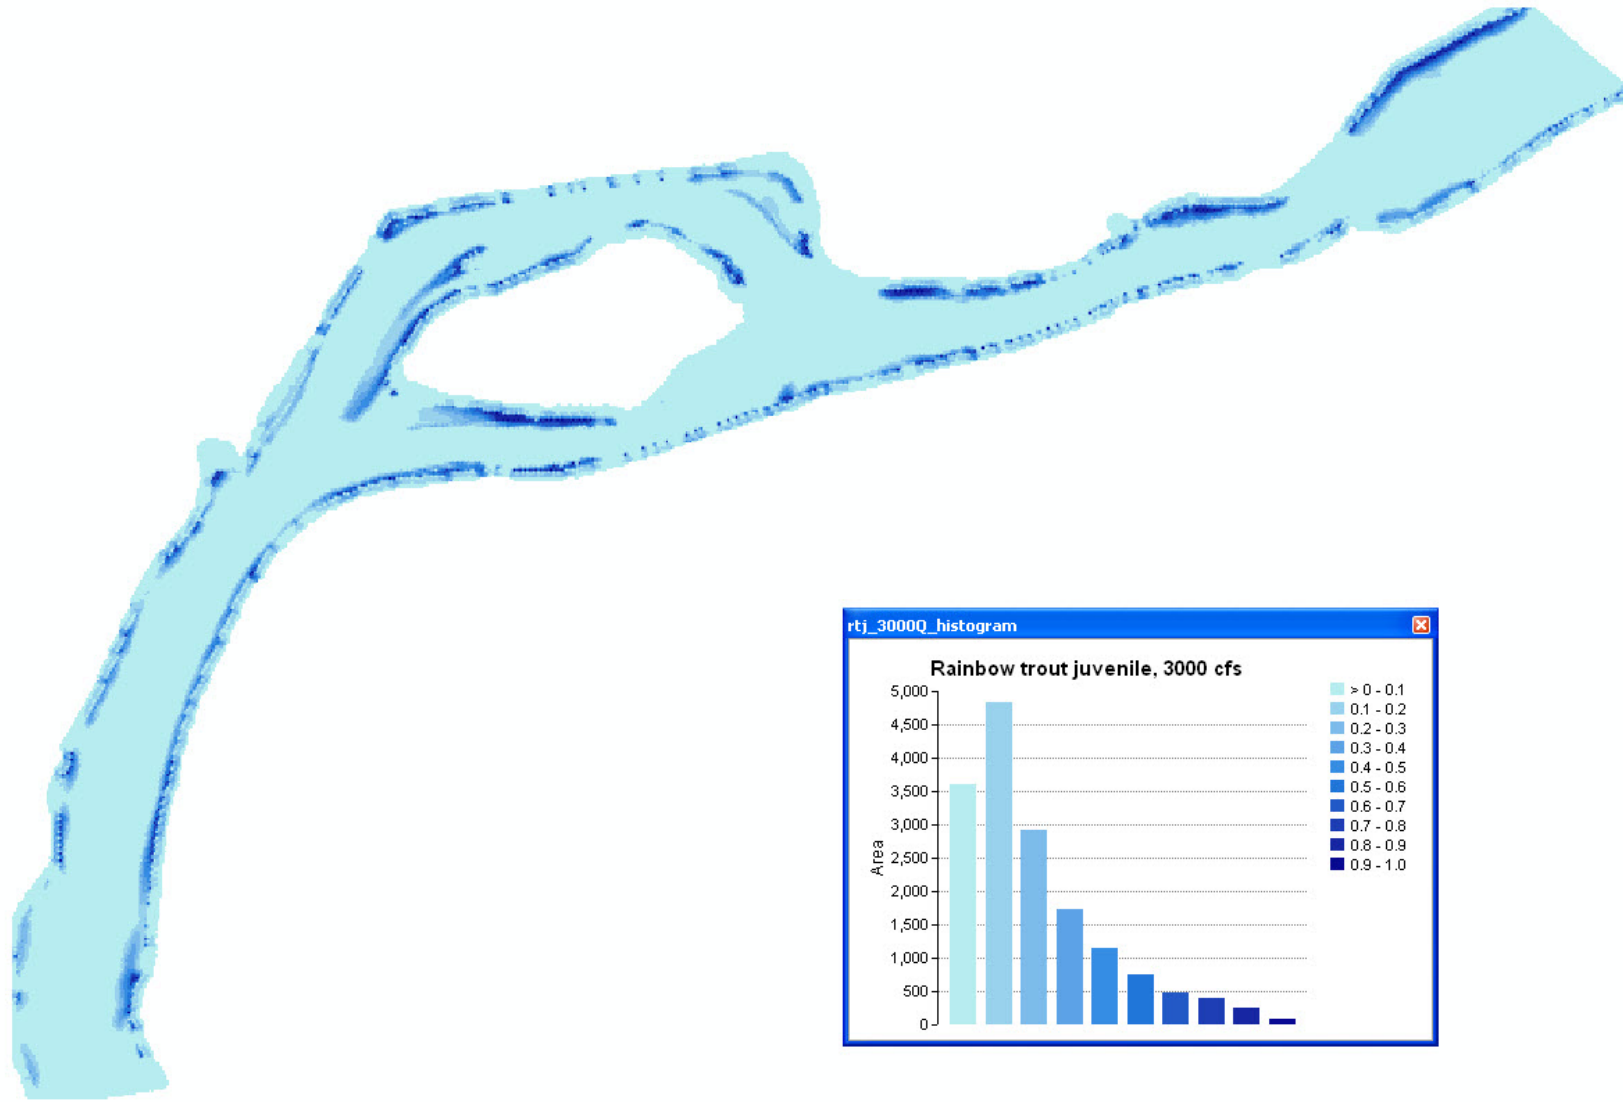 rtj_3000Q_histogram
Rainbow trout juvenile, 3000 cfs
5,000
4,500
4,000
3,500
3,000
2,500
2,000
1,500
1,000
500
0
Area
> 0 - 0.1
0.1 - 0.2
0.2 - 0.3
0.3 - 0.4
0.4 - 0.5
0.5 - 0.6
0.6 - 0.7
0.7 - 0.8
0.8 - 0.9
0.9 - 1.0